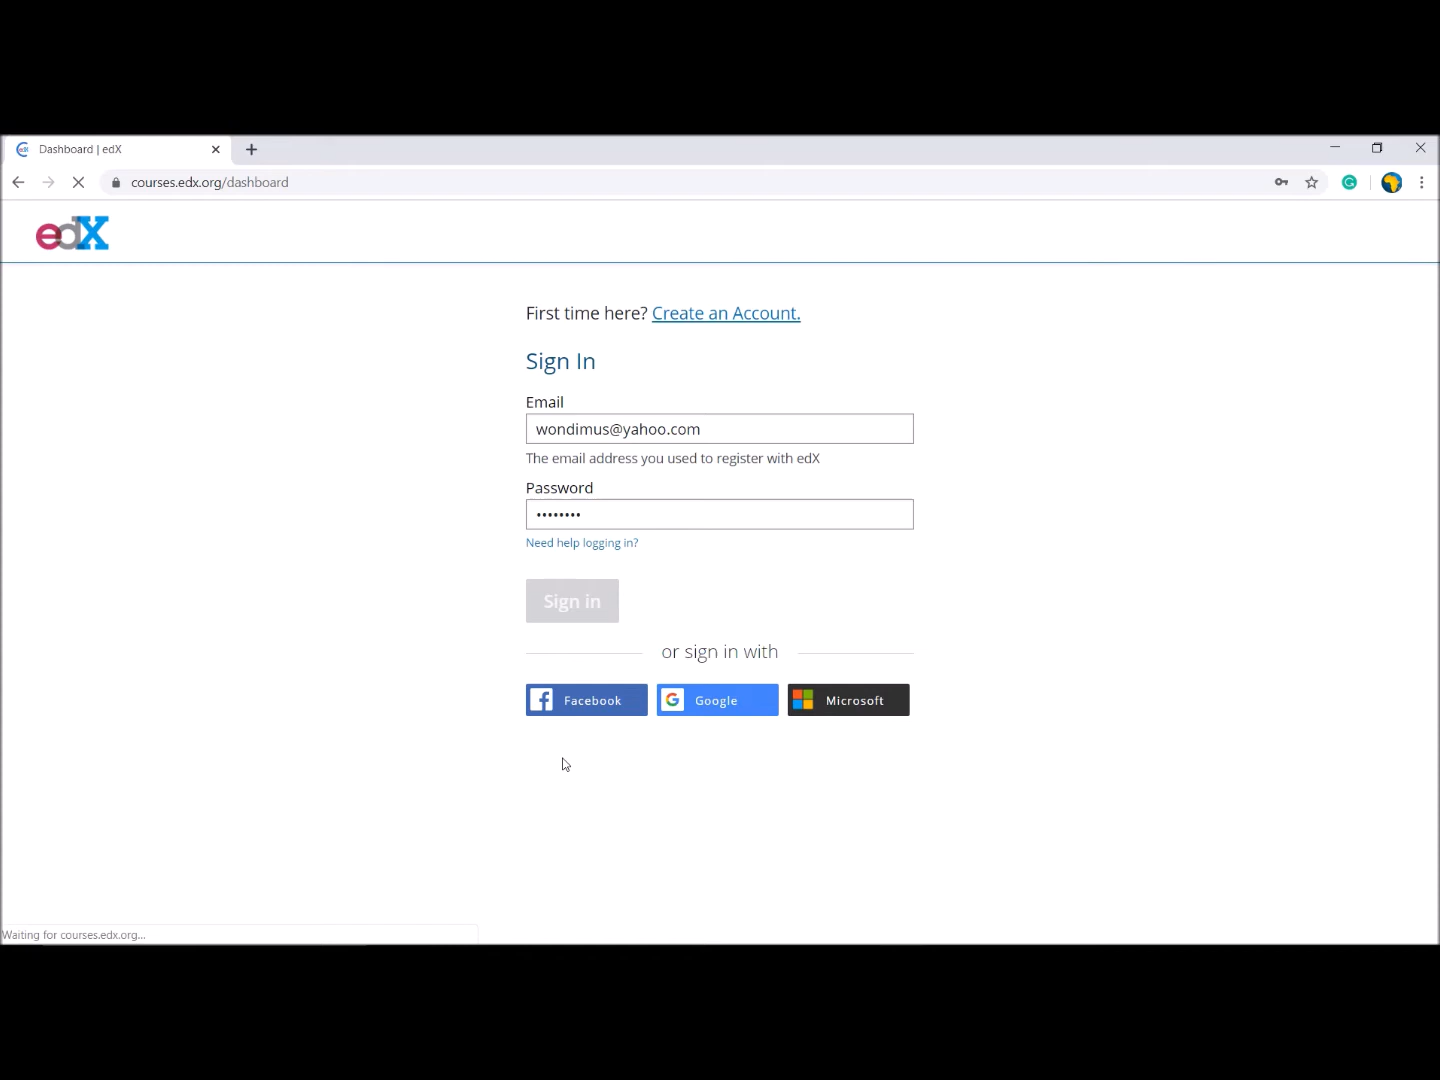 Dashboard | edX
courses.edx.org/dashboard
edX
First time here? Create an Account.
Sign In
Email
wondimus@yahoo.com
The email address you used to register with edX
Password
••••••••
Need help logging in?
Sign in
or sign in with
Facebook
Google
Microsoft
Waiting for courses.edx.org...